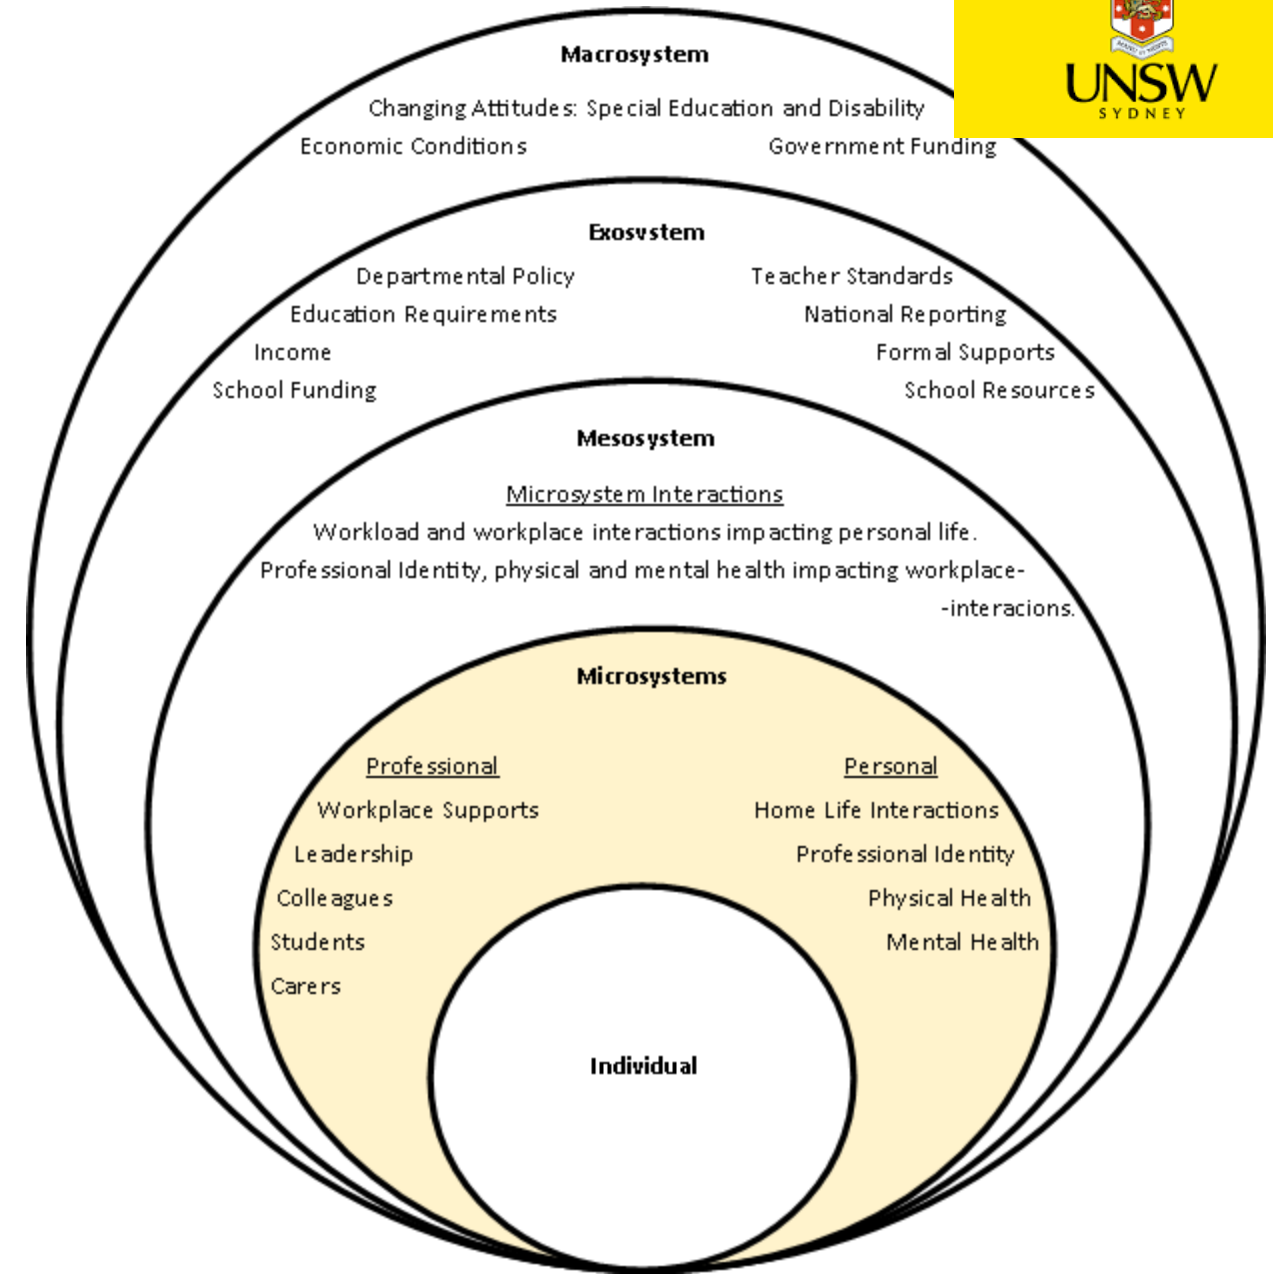 UNSW
SYDNEY
Macrosystem
Changing Attitudes: Special Education and Disability
Economic Conditions
Government Funding
Exosystem
Departmental Policy
Teacher Standards
Education Requirements
National Reporting
Income
Formal Supports
School Funding
School Resources
Mesosystem
Microsystem Interactions
Workload and workplace interactions impacting personal life.
Professional Identity, physical and mental health impacting workplace-
-interacions.
Microsystems
Professional
Personal
Workplace Supports
Home Life Interactions
Leadership
Professional Identity
Colleagues
Physical Health
Students
Mental Health
Carers
Individual